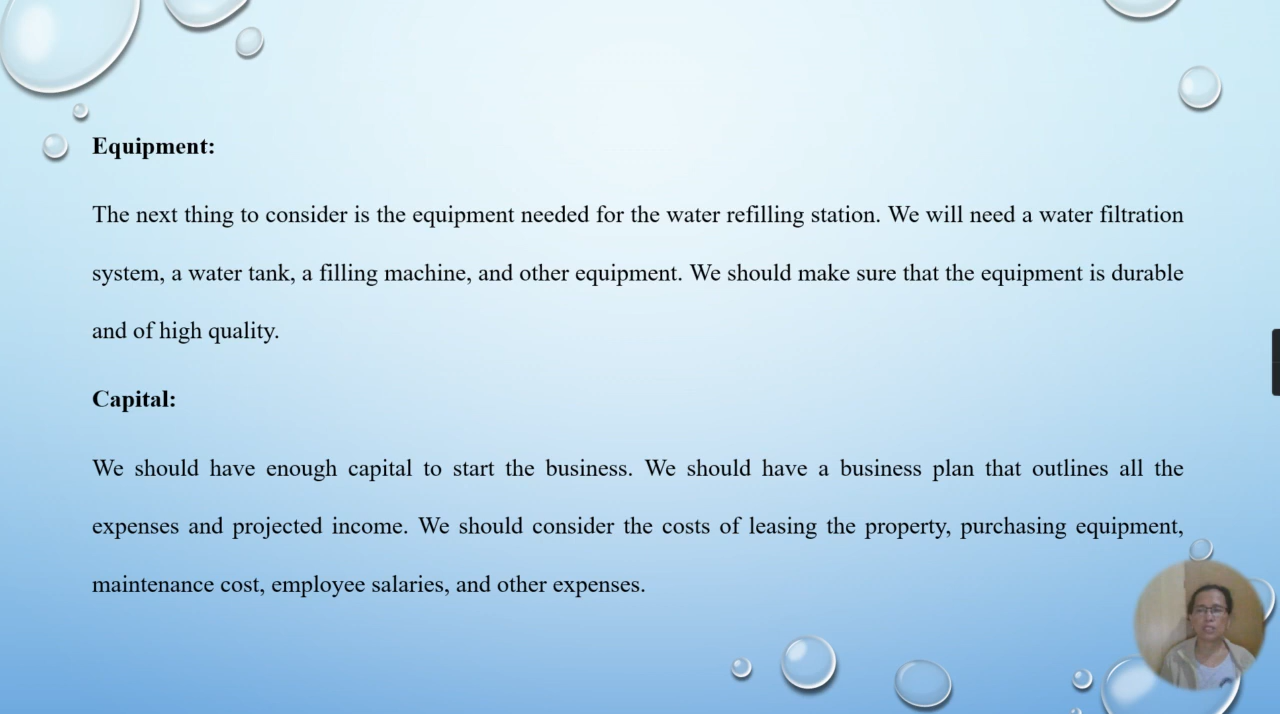 Equipment:
The next thing to consider is the equipment needed for the water refilling station. We will need a water filtration
system, a water tank, a filling machine, and other equipment. We should make sure that the equipment is durable
and of high quality.
Capital:
We should have enough capital to start the business. We should have a business plan that outlines all the
expenses and projected income. We should consider the costs of leasing the property, purchasing equipment,
maintenance cost, employee salaries, and other expenses.